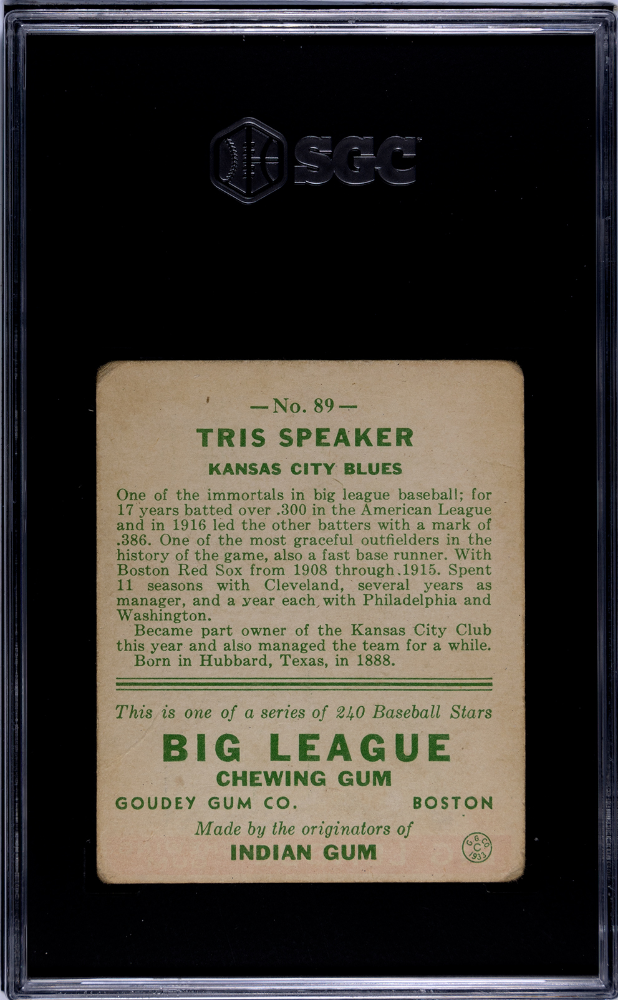 SGC
— No. 89 —
TRIS SPEAKER
KANSAS CITY BLUES
One of the immortals in big league baseball; for
17 years batted over .300 in the American League
and in 1916 led the other batters with a mark of
.386. One of the most graceful outfielders in the
history of the game, also a fast base runner. With
Boston Red Sox from 1908 through 1915. Spent
11 seasons with Cleveland, several years as
manager, and a year each with Philadelphia and
Washington.
Became part owner of the Kansas City Club
this year and also managed the team for a while.
Born in Hubbard, Texas, in 1888.
This is one of a series of 240 Baseball Stars
BIG LEAGUE
CHEWING GUM
GOUDEY GUM CO. BOSTON
Made by the originators of
INDIAN GUM
G. G. CO.
C
1933